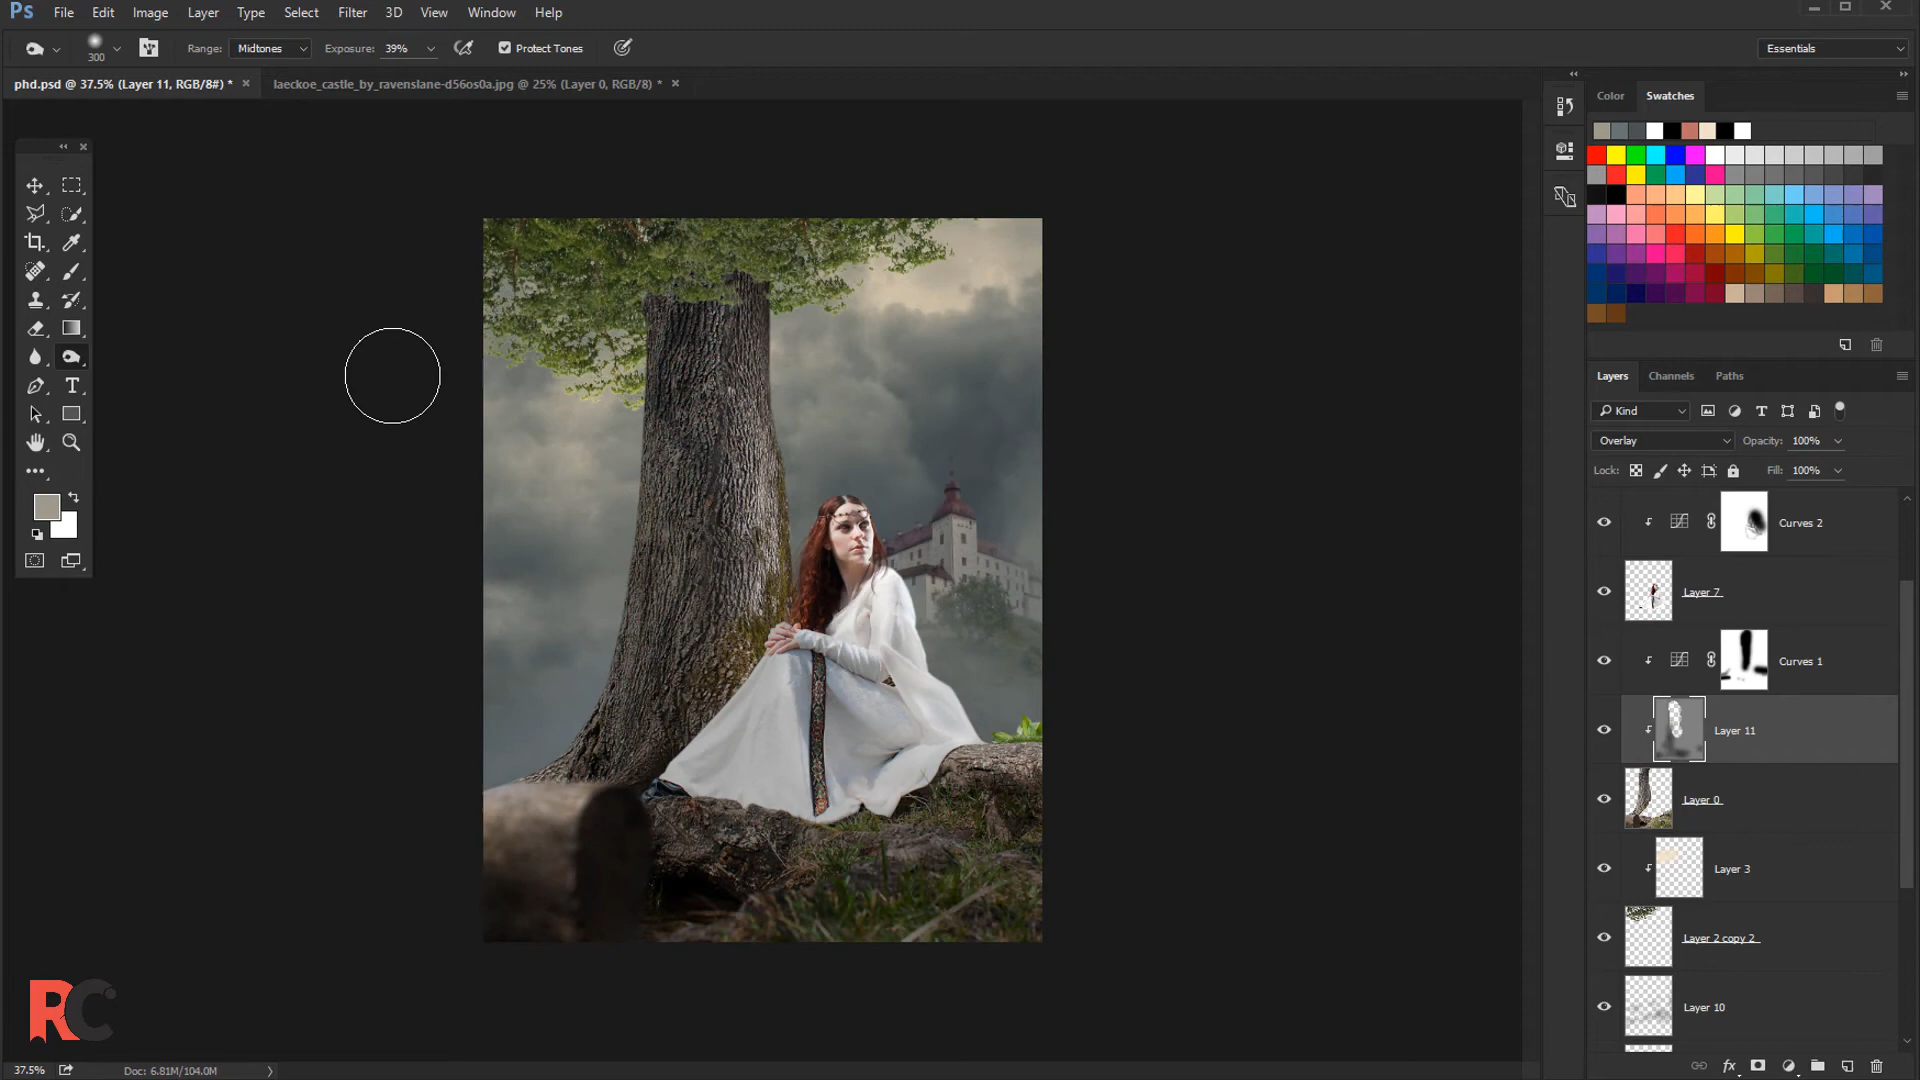 Ps File Edit Image Layer Type Select Filter 3D View Window Help
300 Range: Midtones Exposure: 39% Protect Tones Essentials
phd.psd @ 37.5% (Layer 11, RGB/8#) * × laeckoe_castle_by_ravenslane-d56os0a.jpg @ 25% (Layer 0, RGB/8) * ×
Color Swatches
Layers Channels Paths
Kind
Overlay Opacity: 100%
Lock: Fill: 100%
Curves 2
Layer 7
Curves 1
Layer 11
Layer 0
Layer 3
Layer 2 copy 2
Layer 10
RC
fx
37.5% Doc: 6.81M/104.0M